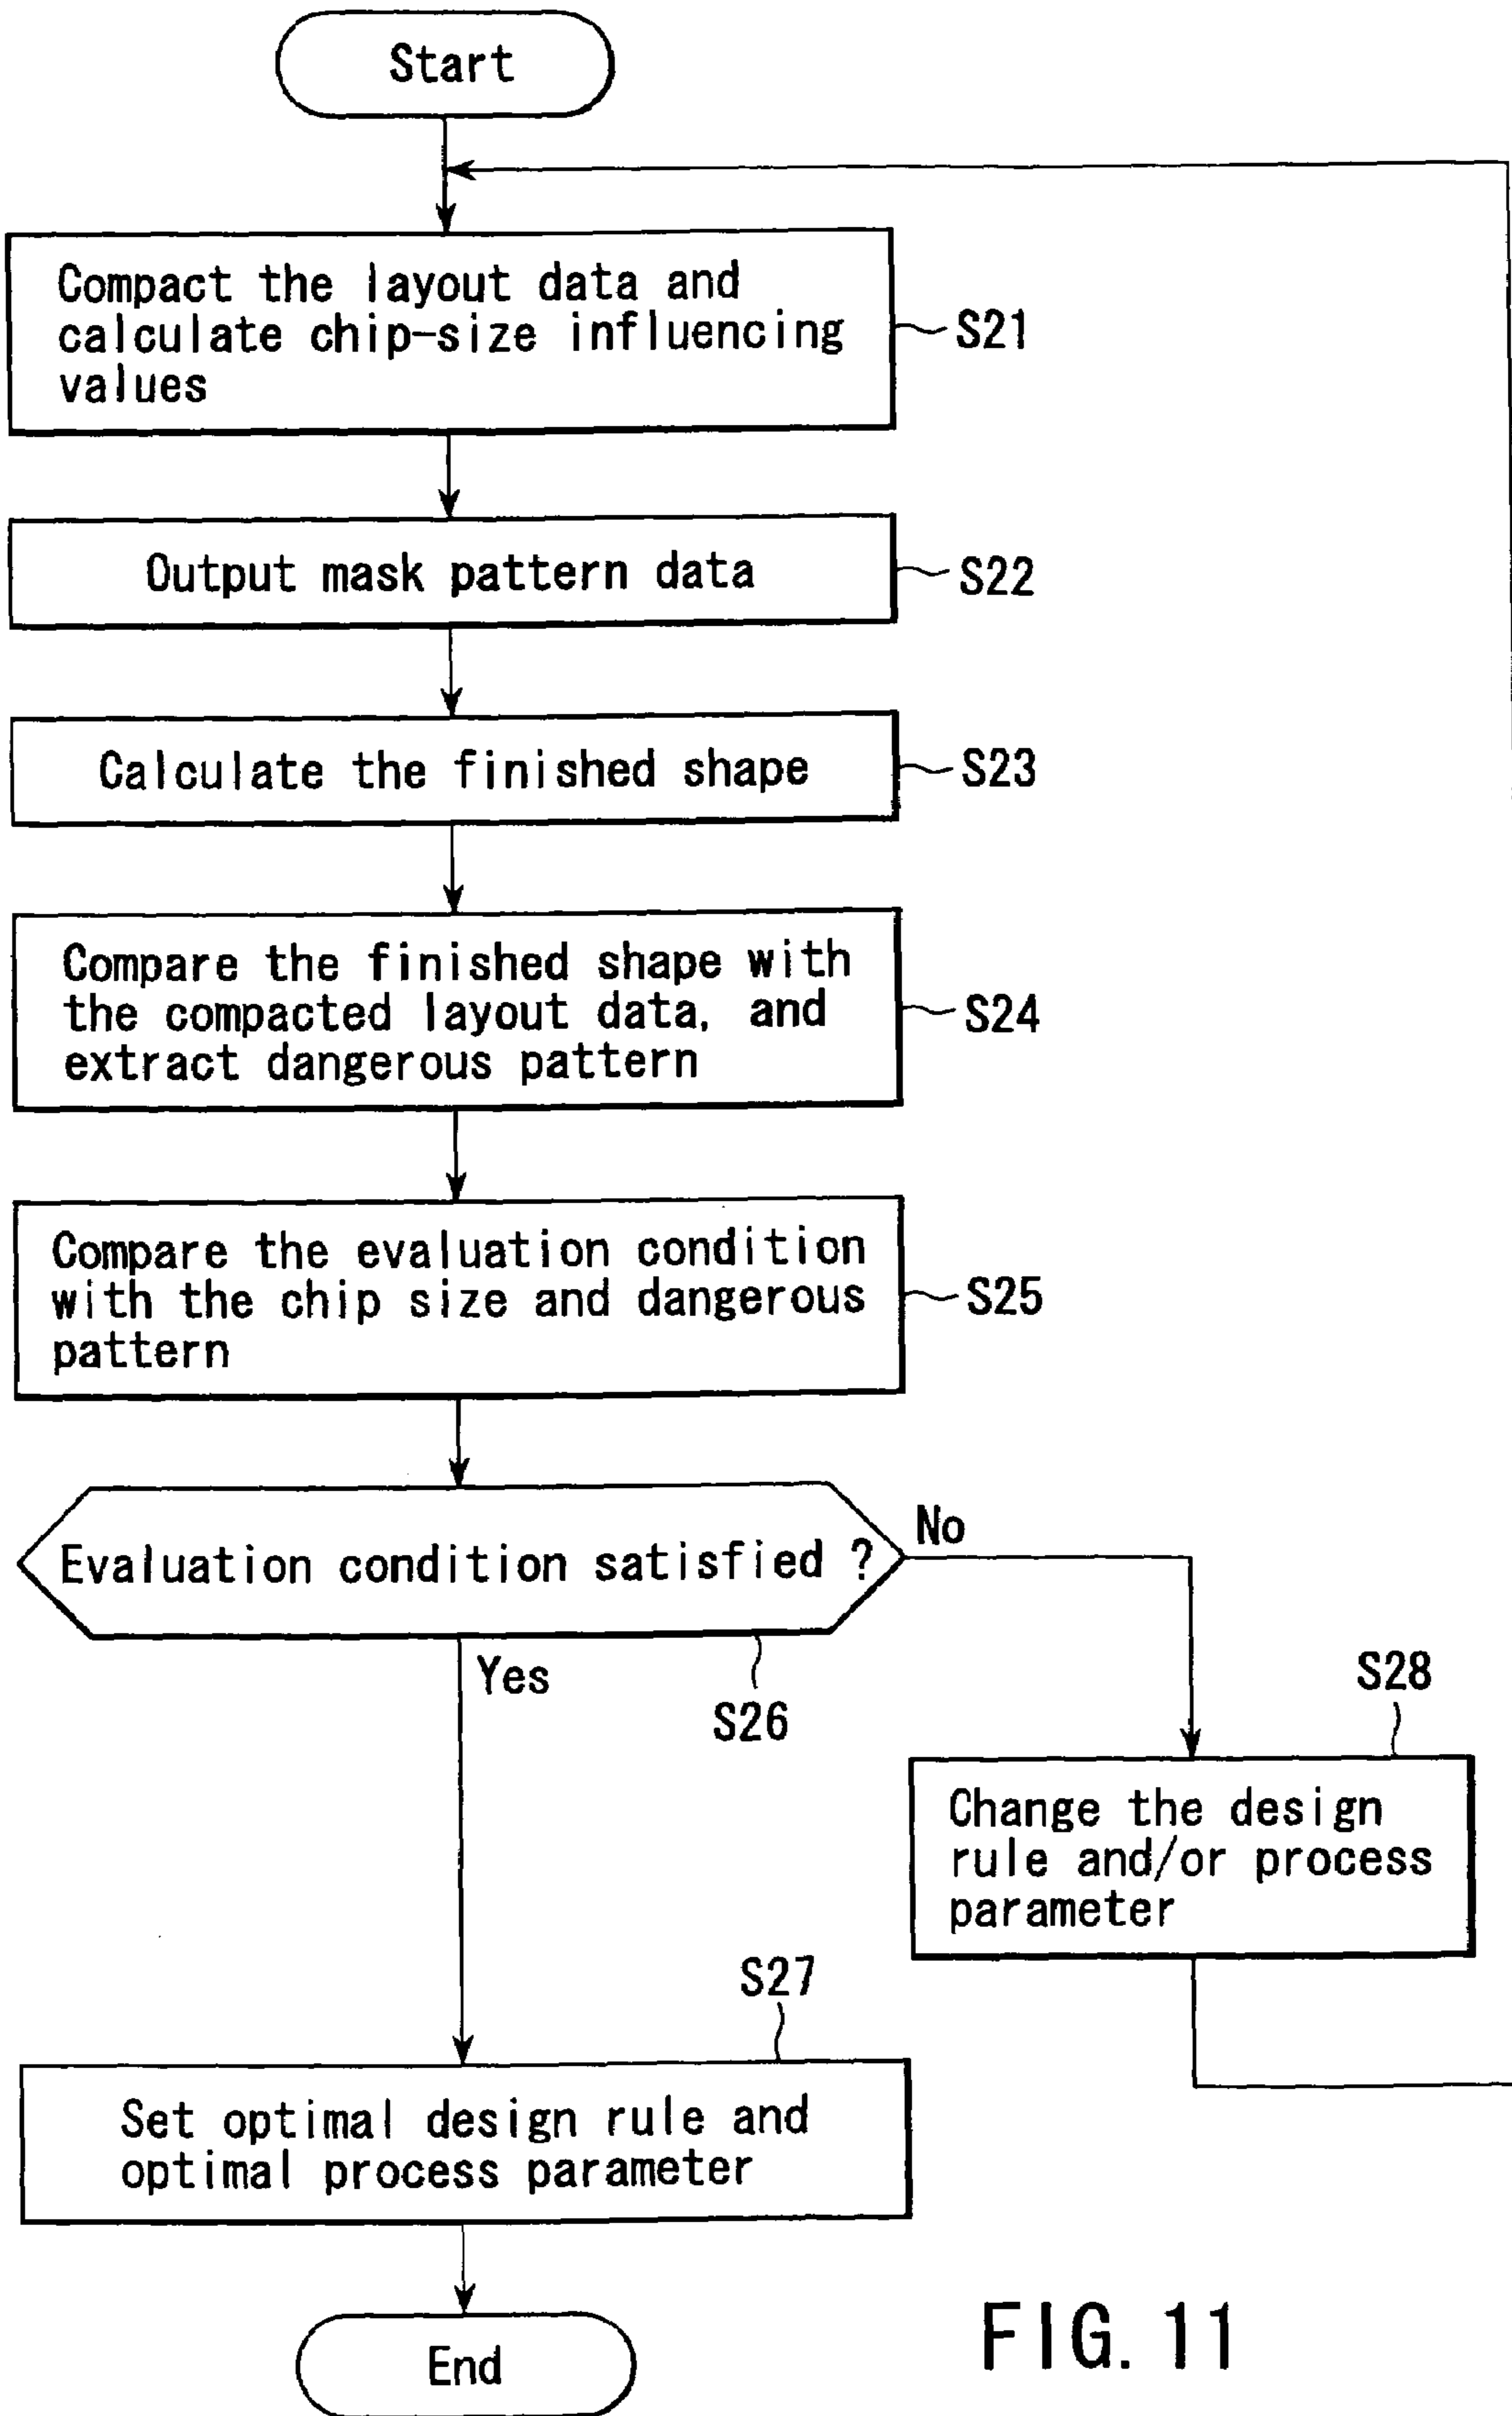 Start
Compact the layout data and
calculate chip-size influencing
values
S21
Output mask pattern data
S22
Calculate the finished shape
S23
Compare the finished shape with
the compacted layout data, and
extract dangerous pattern
S24
Compare the evaluation condition
with the chip size and dangerous
pattern
S25
Evaluation condition satisfied ?
No
Yes
S26
S28
Change the design
rule and/or process
parameter
S27
Set optimal design rule and
optimal process parameter
End
FIG. 11